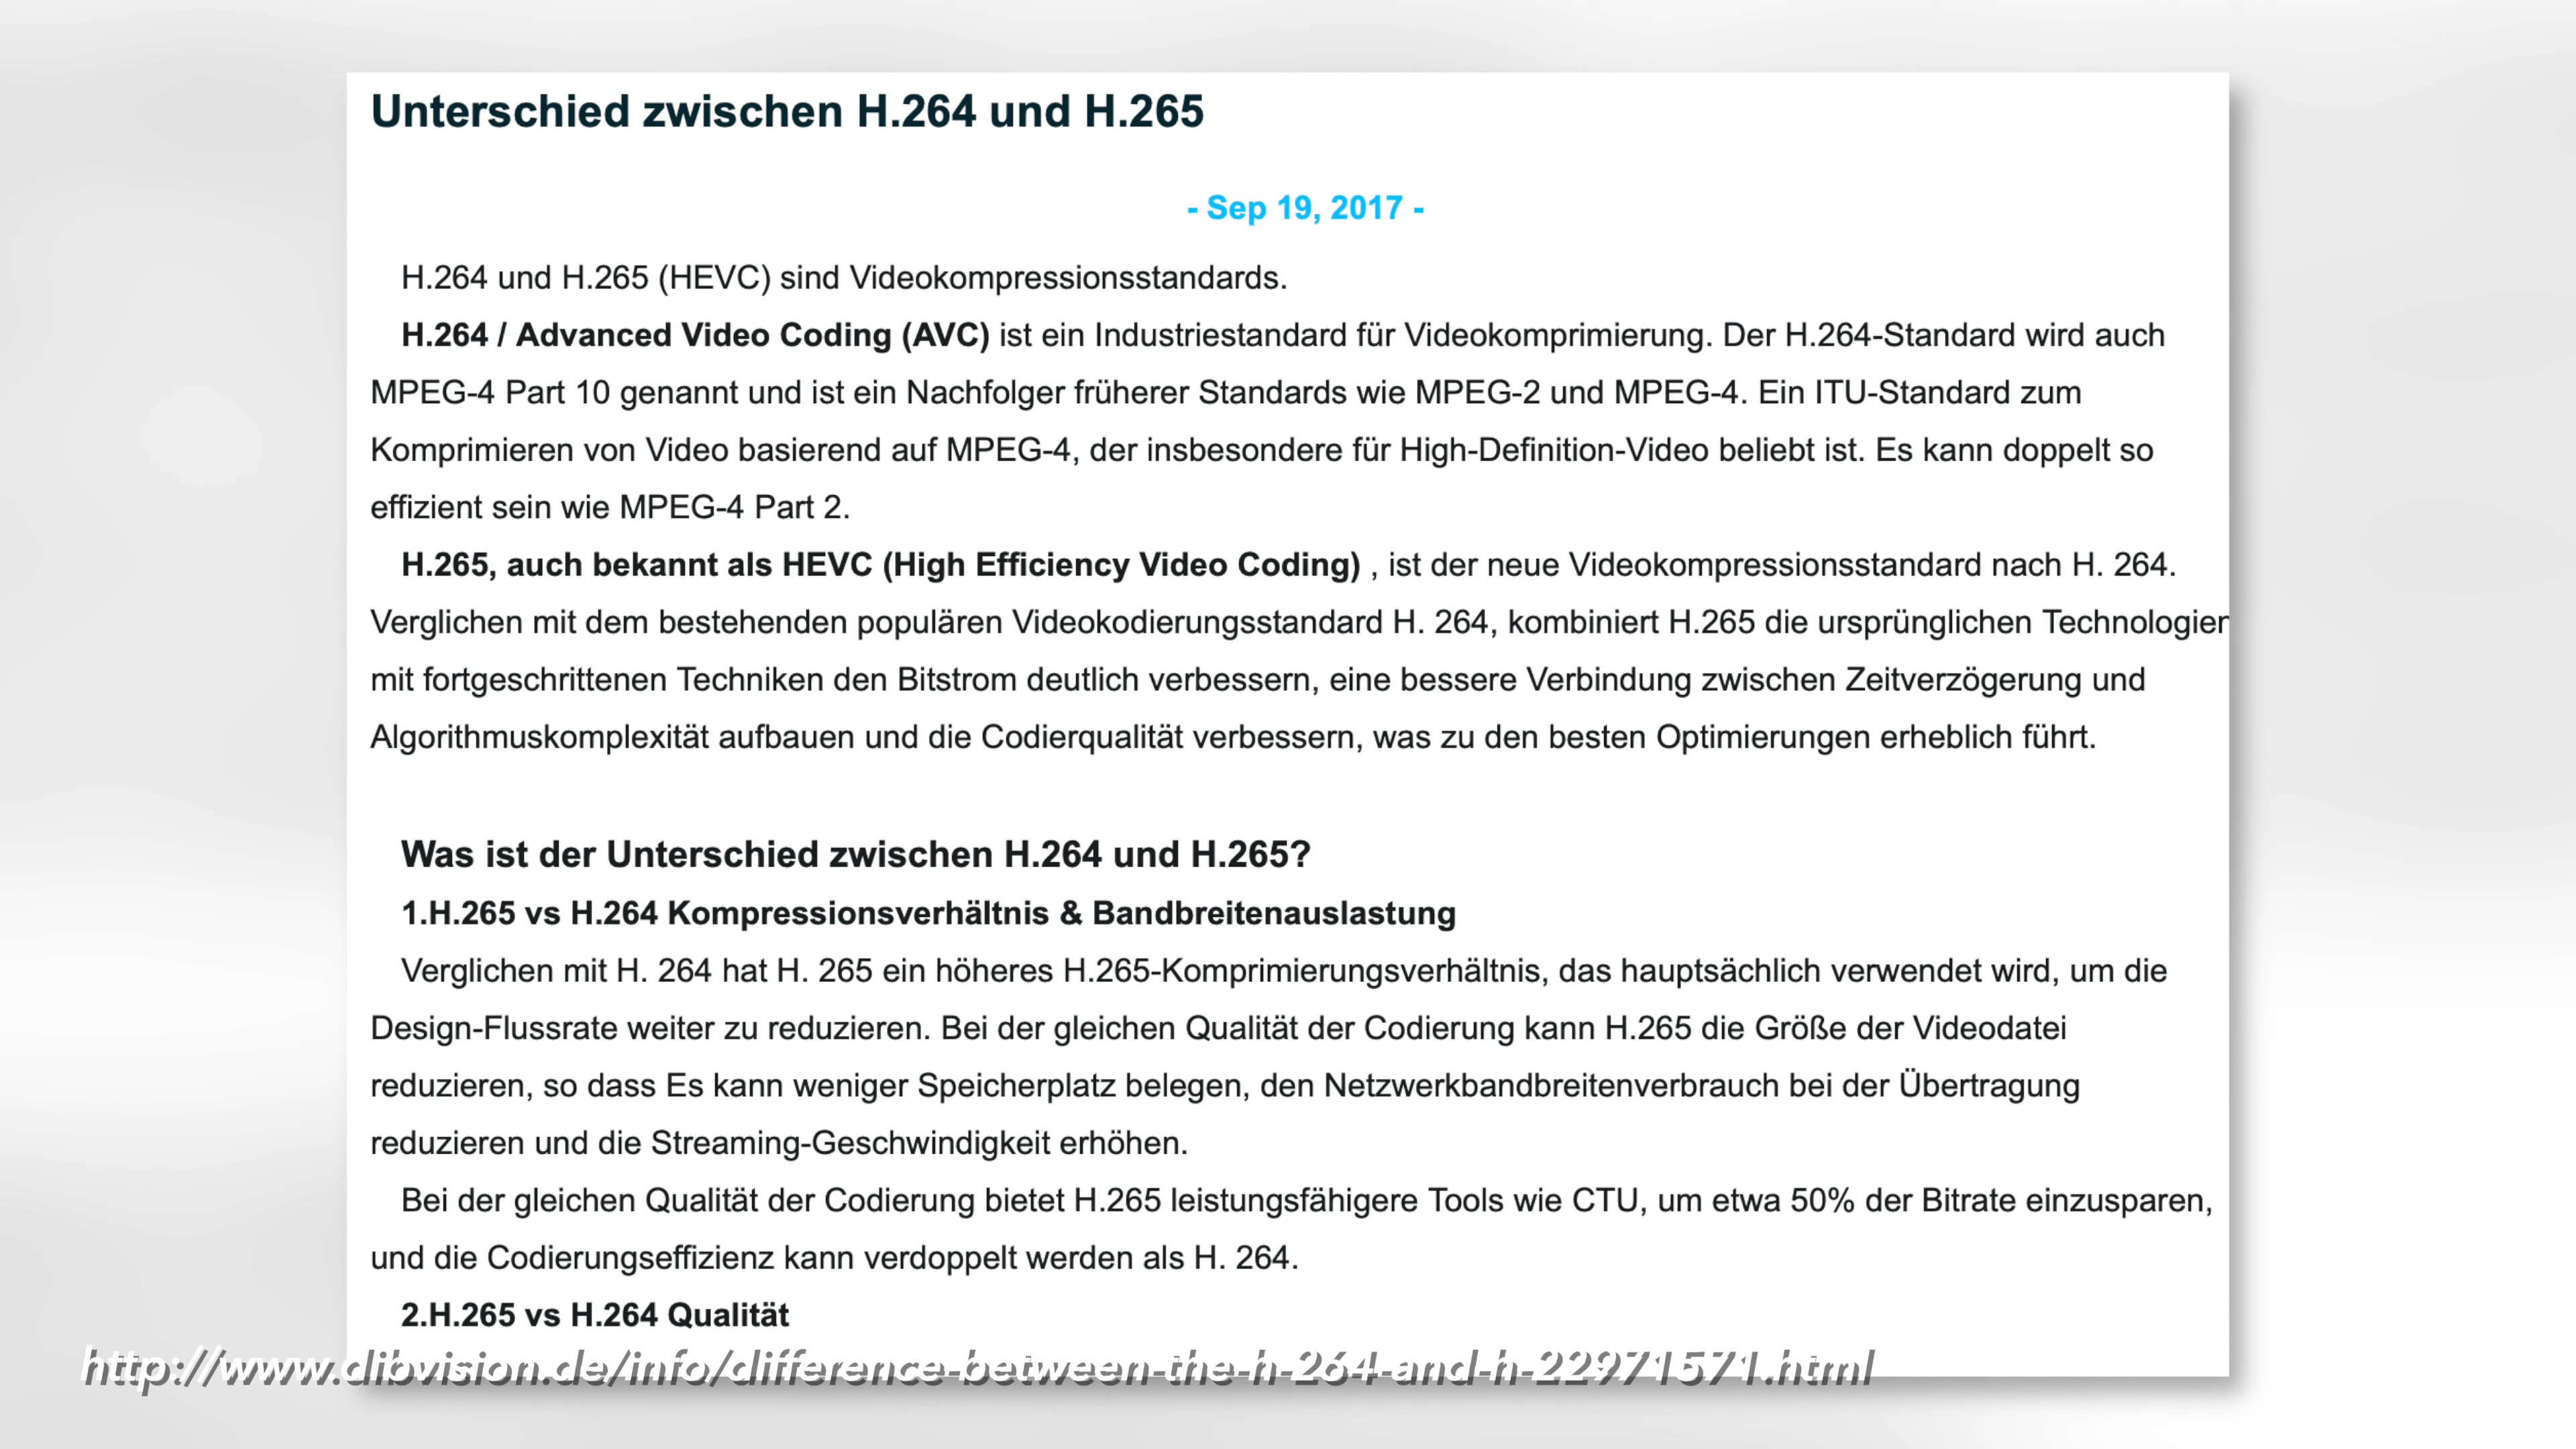 Unterschied zwischen H.264 und H.265
- Sep 19, 2017 -
H.264 und H.265 (HEVC) sind Videokompressionsstandards.
H.264 / Advanced Video Coding (AVC) ist ein Industriestandard für Videokomprimierung. Der H.264-Standard wird auch
MPEG-4 Part 10 genannt und ist ein Nachfolger früherer Standards wie MPEG-2 und MPEG-4. Ein ITU-Standard zum
Komprimieren von Video basierend auf MPEG-4, der insbesondere für High-Definition-Video beliebt ist. Es kann doppelt so
effizient sein wie MPEG-4 Part 2.
H.265, auch bekannt als HEVC (High Efficiency Video Coding) , ist der neue Videokompressionsstandard nach H. 264.
Verglichen mit dem bestehenden populären Videokodierungsstandard H. 264, kombiniert H.265 die ursprünglichen Technologien
mit fortgeschrittenen Techniken den Bitstrom deutlich verbessern, eine bessere Verbindung zwischen Zeitverzögerung und
Algorithmuskomplexität aufbauen und die Codierqualität verbessern, was zu den besten Optimierungen erheblich führt.
Was ist der Unterschied zwischen H.264 und H.265?
1.H.265 vs H.264 Kompressionsverhältnis & Bandbreitenauslastung
Verglichen mit H. 264 hat H. 265 ein höheres H.265-Komprimierungsverhältnis, das hauptsächlich verwendet wird, um die
Design-Flussrate weiter zu reduzieren. Bei der gleichen Qualität der Codierung kann H.265 die Größe der Videodatei
reduzieren, so dass Es kann weniger Speicherplatz belegen, den Netzwerkbandbreitenverbrauch bei der Übertragung
reduzieren und die Streaming-Geschwindigkeit erhöhen.
Bei der gleichen Qualität der Codierung bietet H.265 leistungsfähigere Tools wie CTU, um etwa 50% der Bitrate einzusparen,
und die Codierungseffizienz kann verdoppelt werden als H. 264.
2.H.265 vs H.264 Qualität
http://www.dibvision.de/info/difference-between-the-h-264-and-h-22971571.html